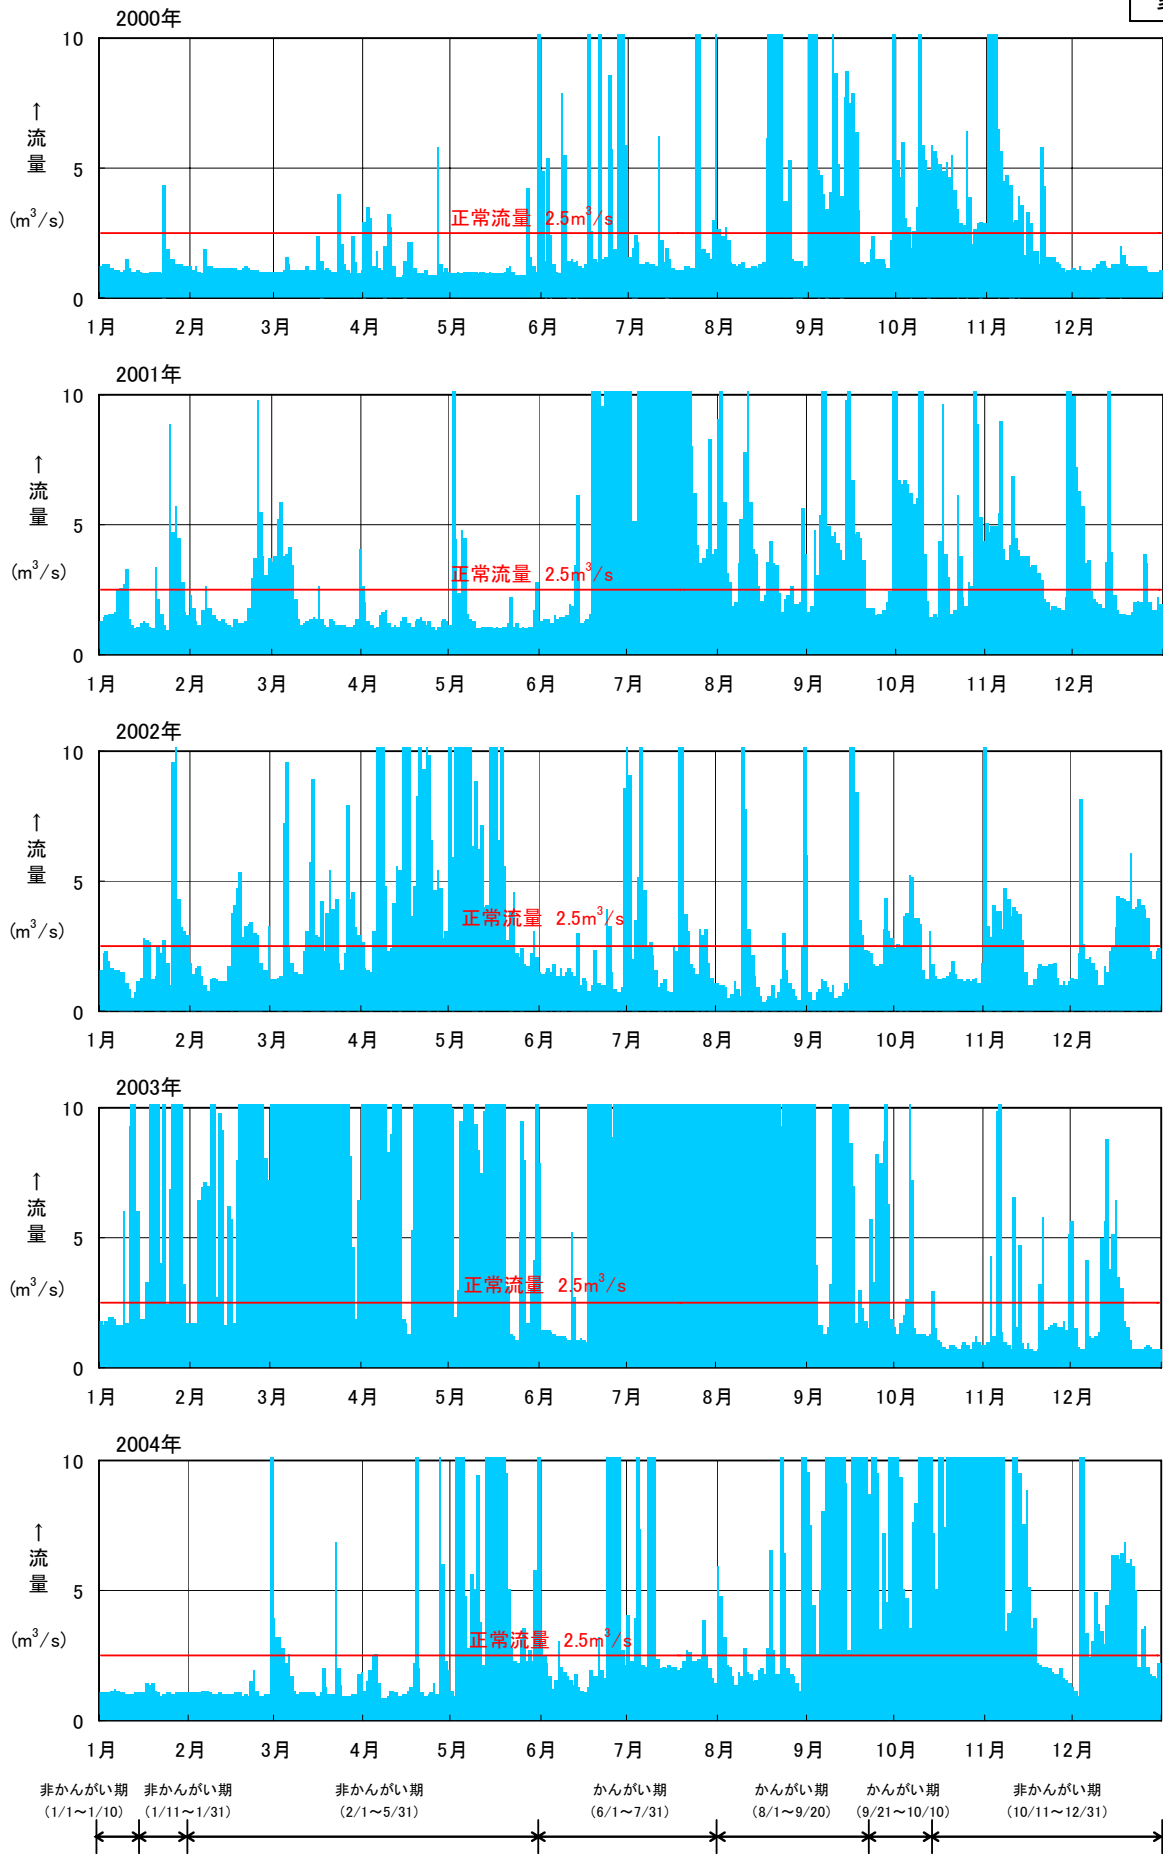 2000年
10
↑
流
量
5
(m³/s)
正常流量 2.5m³/s
0
1月 2月 3月 4月 5月 6月 7月 8月 9月 10月 11月 12月
2001年
10
↑
流
量
5
(m³/s)
正常流量 2.5m³/s
0
1月 2月 3月 4月 5月 6月 7月 8月 9月 10月 11月 12月
2002年
10
↑
流
量
5
(m³/s)
正常流量 2.5m³/s
0
1月 2月 3月 4月 5月 6月 7月 8月 9月 10月 11月 12月
2003年
10
↑
流
量
5
(m³/s)
正常流量 2.5m³/s
0
1月 2月 3月 4月 5月 6月 7月 8月 9月 10月 11月 12月
2004年
10
↑
流
量
5
(m³/s)
正常流量 2.5m³/s
0
1月 2月 3月 4月 5月 6月 7月 8月 9月 10月 11月 12月
非かんがい期 非かんがい期 非かんがい期 かんがい期 かんがい期 かんがい期 非かんがい期
(1/1～1/10) (1/11～1/31) (2/1～5/31) (6/1～7/31) (8/1～9/20) (9/21～10/10) (10/11～12/31)